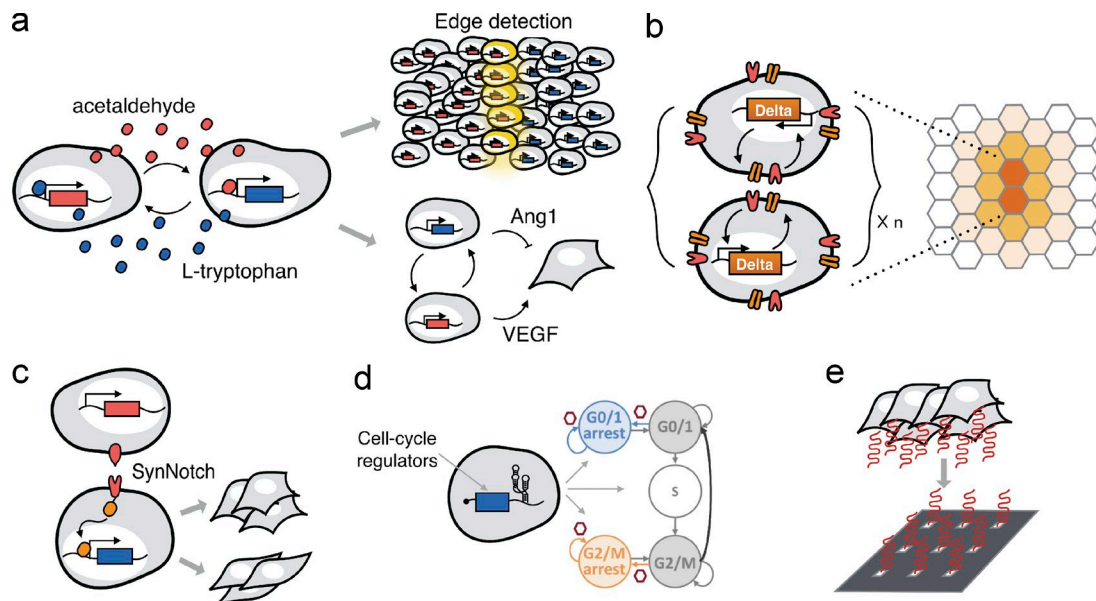 a
Edge detection
acetaldehyde
L-tryptophan
Ang1
VEGF
b
Delta
Delta
X n
c
SynNotch
d
Cell-cycle
regulators
G0/1
arrest
G0/1
S
G2/M
arrest
G2/M
e